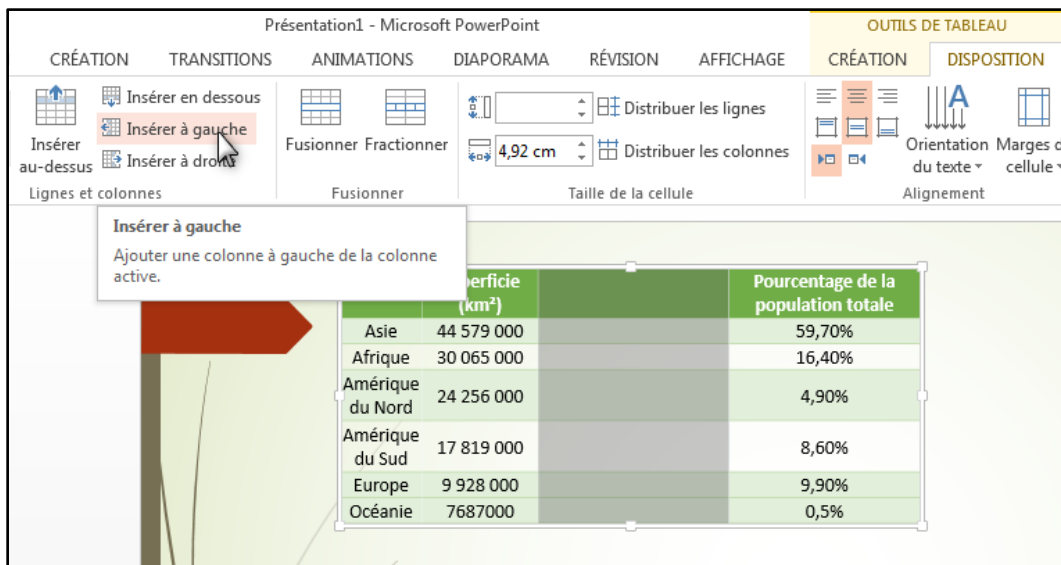 Présentation1 - Microsoft PowerPoint
OUTILS DE TABLEAU
CRÉATION TRANSITIONS ANIMATIONS DIAPORAMA RÉVISION AFFICHAGE CRÉATION DISPOSITION
Insérer au-dessus
Insérer en dessous
Insérer à gauche
Insérer à droite
Lignes et colonnes
Fusionner Fractionner
Fusionner
Distribuer les lignes
4,92 cm Distribuer les colonnes
Taille de la cellule
Orientation
du texte
Marges d
cellule
Alignement
Insérer à gauche
Ajouter une colonne à gauche de la colonne
active.
perficie
(km²)
Pourcentage de la
population totale
Asie 44 579 000 59,70%
Afrique 30 065 000 16,40%
Amérique
du Nord 24 256 000 4,90%
Amérique
du Sud 17 819 000 8,60%
Europe 9 928 000 9,90%
Océanie 7687000 0,5%